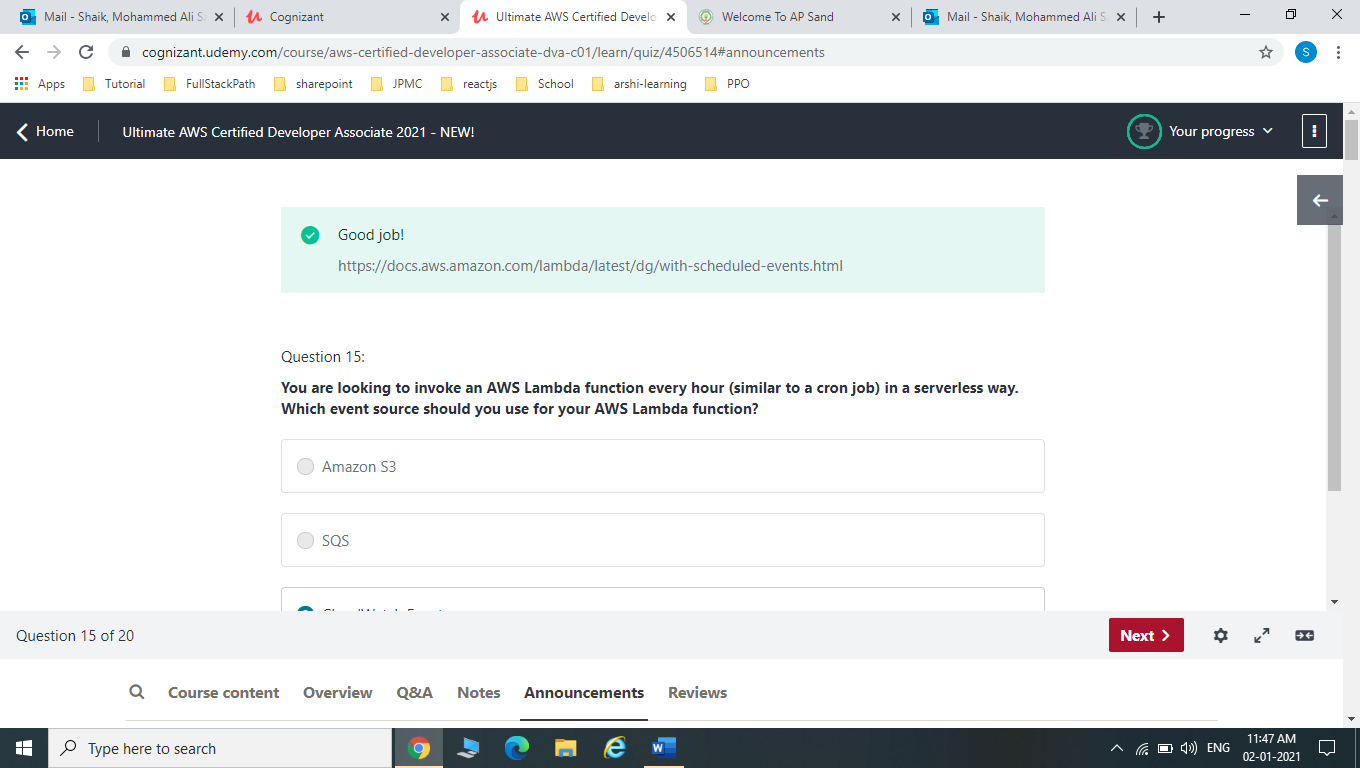 Mail - Shaik, Mohammed Ali S
Cognizant
Ultimate AWS Certified Develo
Welcome To AP Sand
Mail - Shaik, Mohammed Ali S
cognizant.udemy.com/course/aws-certified-developer-associate-dva-c01/learn/quiz/4506514#announcements
S
Apps Tutorial FullStackPath sharepoint JPMC reactjs School arshi-learning PPO
Home Ultimate AWS Certified Developer Associate 2021 - NEW! Your progress
Good job!
https://docs.aws.amazon.com/lambda/latest/dg/with-scheduled-events.html
Question 15:
You are looking to invoke an AWS Lambda function every hour (similar to a cron job) in a serverless way.
Which event source should you use for your AWS Lambda function?
Amazon S3
SQS
Question 15 of 20 Next
Course content Overview Q&A Notes Announcements Reviews
Type here to search
ENG
11:47 AM
02-01-2021